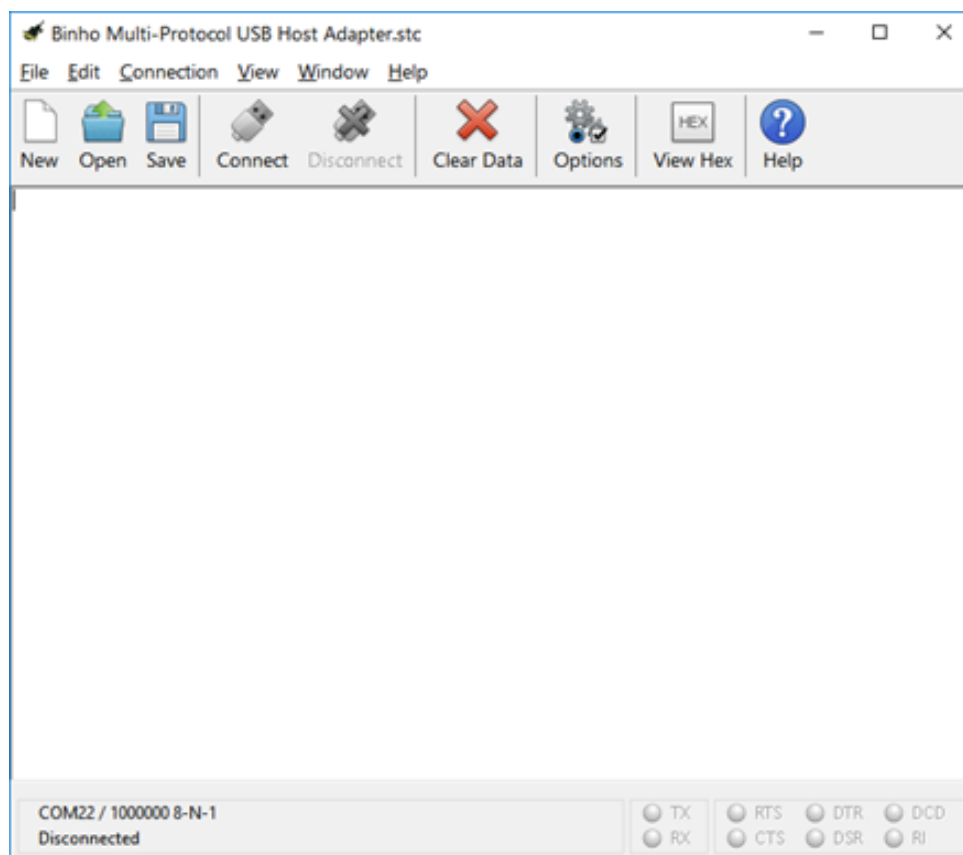 Binho Multi-Protocol USB Host Adapter.stc
File Edit Connection View Window Help
HEX
New Open Save Connect Disconnect Clear Data Options View Hex Help
COM22 / 1000000 8-N-1
Disconnected
TX RTS DTR DCD
RX CTS DSR RI